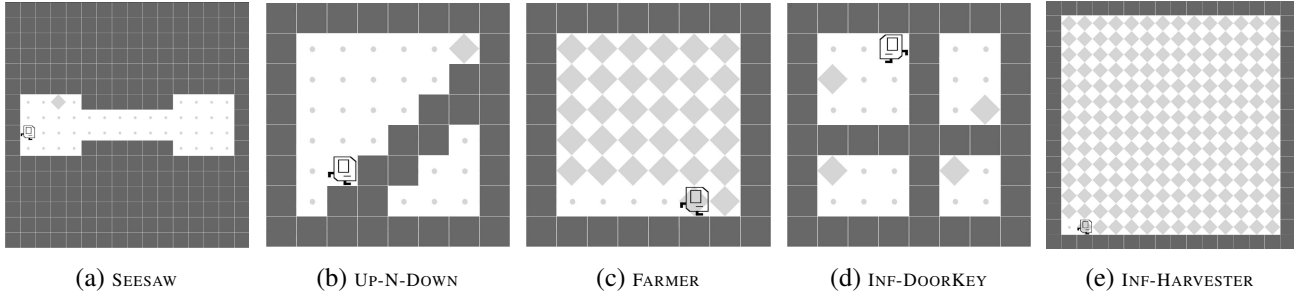 (a) SEESAW
(b) UP-N-DOWN
(c) FARMER
(d) INF-DOORKEY
(e) INF-HARVESTER